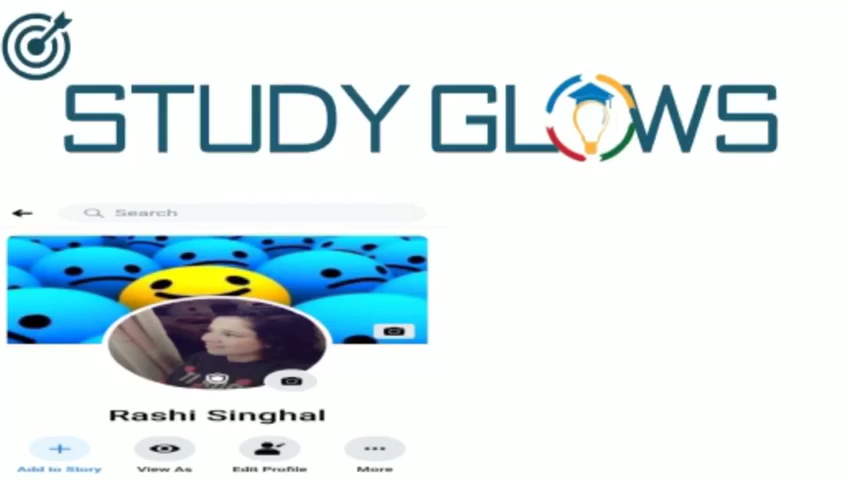 STUDY GLOWS
Search
Rashi Singhal
Add to Story View As Edit Profile More